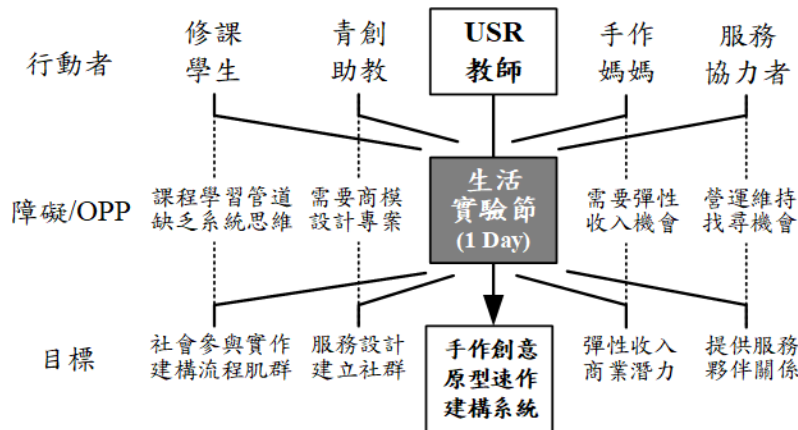 行動者
修課
學生
青創
助教
USR
教師
手作
媽媽
服務
協力者
障礙/OPP
課程學習管道
缺乏系統思維
需要商模
設計專案
生活
實驗節
(1 Day)
需要彈性
收入機會
營運維持
找尋機會
目標
社會參與實作
建構流程肌群
服務設計
建立社群
手作創意
原型速作
建構系統
彈性收入
商業潛力
提供服務
夥伴關係